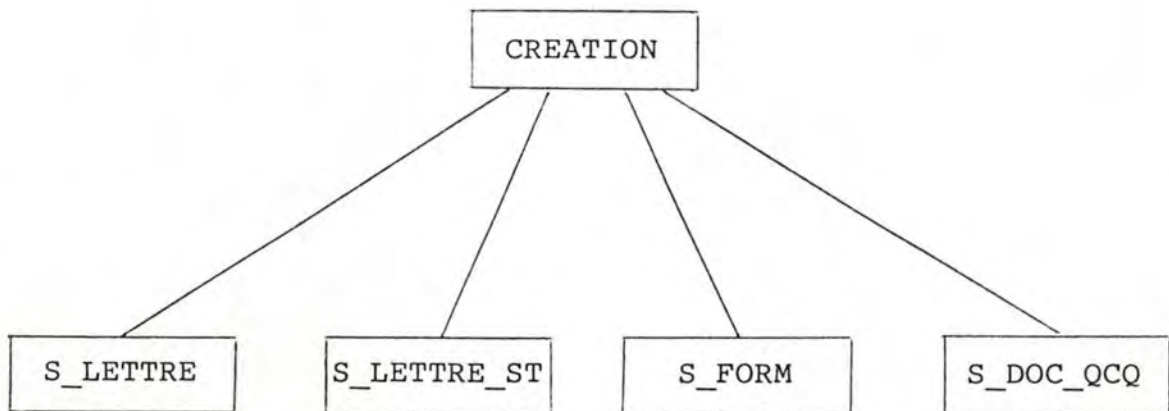 CREATION
S_LETTRE
S_LETTRE_ST
S_FORM
S_DOC_QCQ